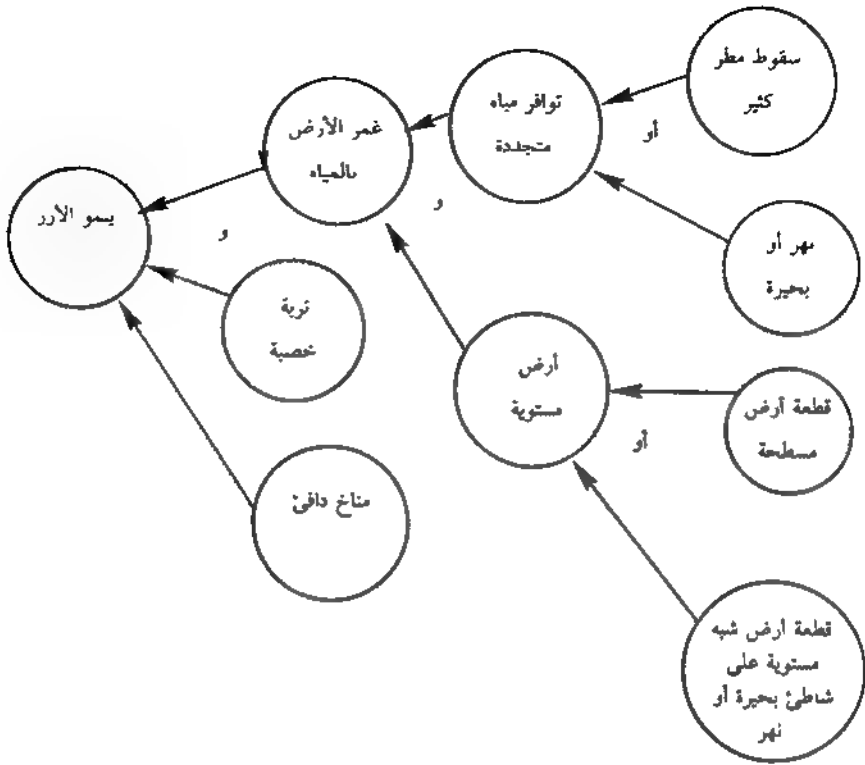 سقوط مطر
كثير
أو
نهر أو
بحيرة
توافر مياه
متجددة
و
غمر الأرض
بالمياه
و
ينمو الأرز
تربة
خصبة
مناخ دافئ
أرض
مستوية
أو
قطعة أرض
مسطحة
قطعة أرض شبه
مستوية على
شاطئ بحيرة أو
نهر